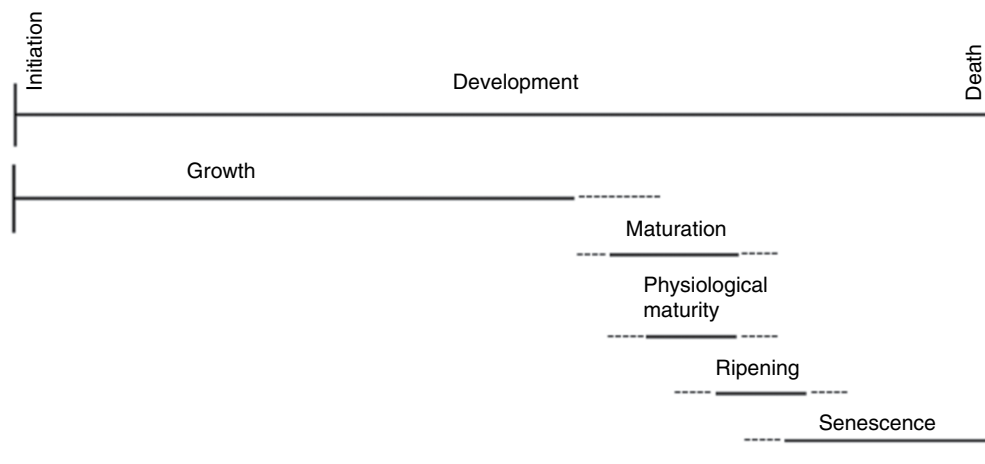 Initiation
Development
Death
Growth
Maturation
Physiological
maturity
Ripening
Senescence